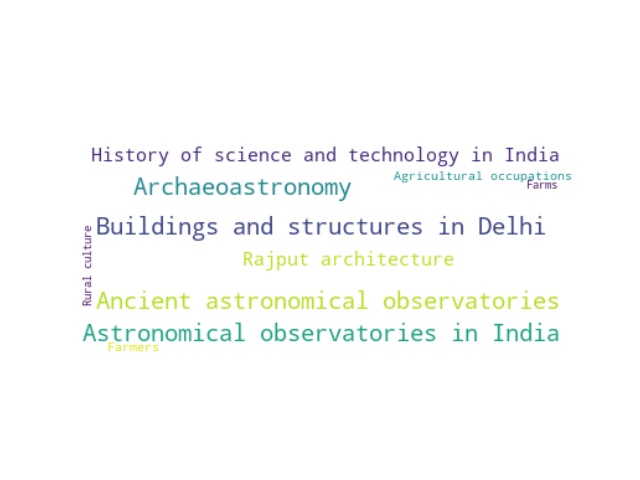 History of science and technology in India
Agricultural occupations
Archaeoastronomy
Farms
Buildings and structures in Delhi
Rural culture
Rajput architecture
Ancient astronomical observatories
Astronomical observatories in India
Farmers